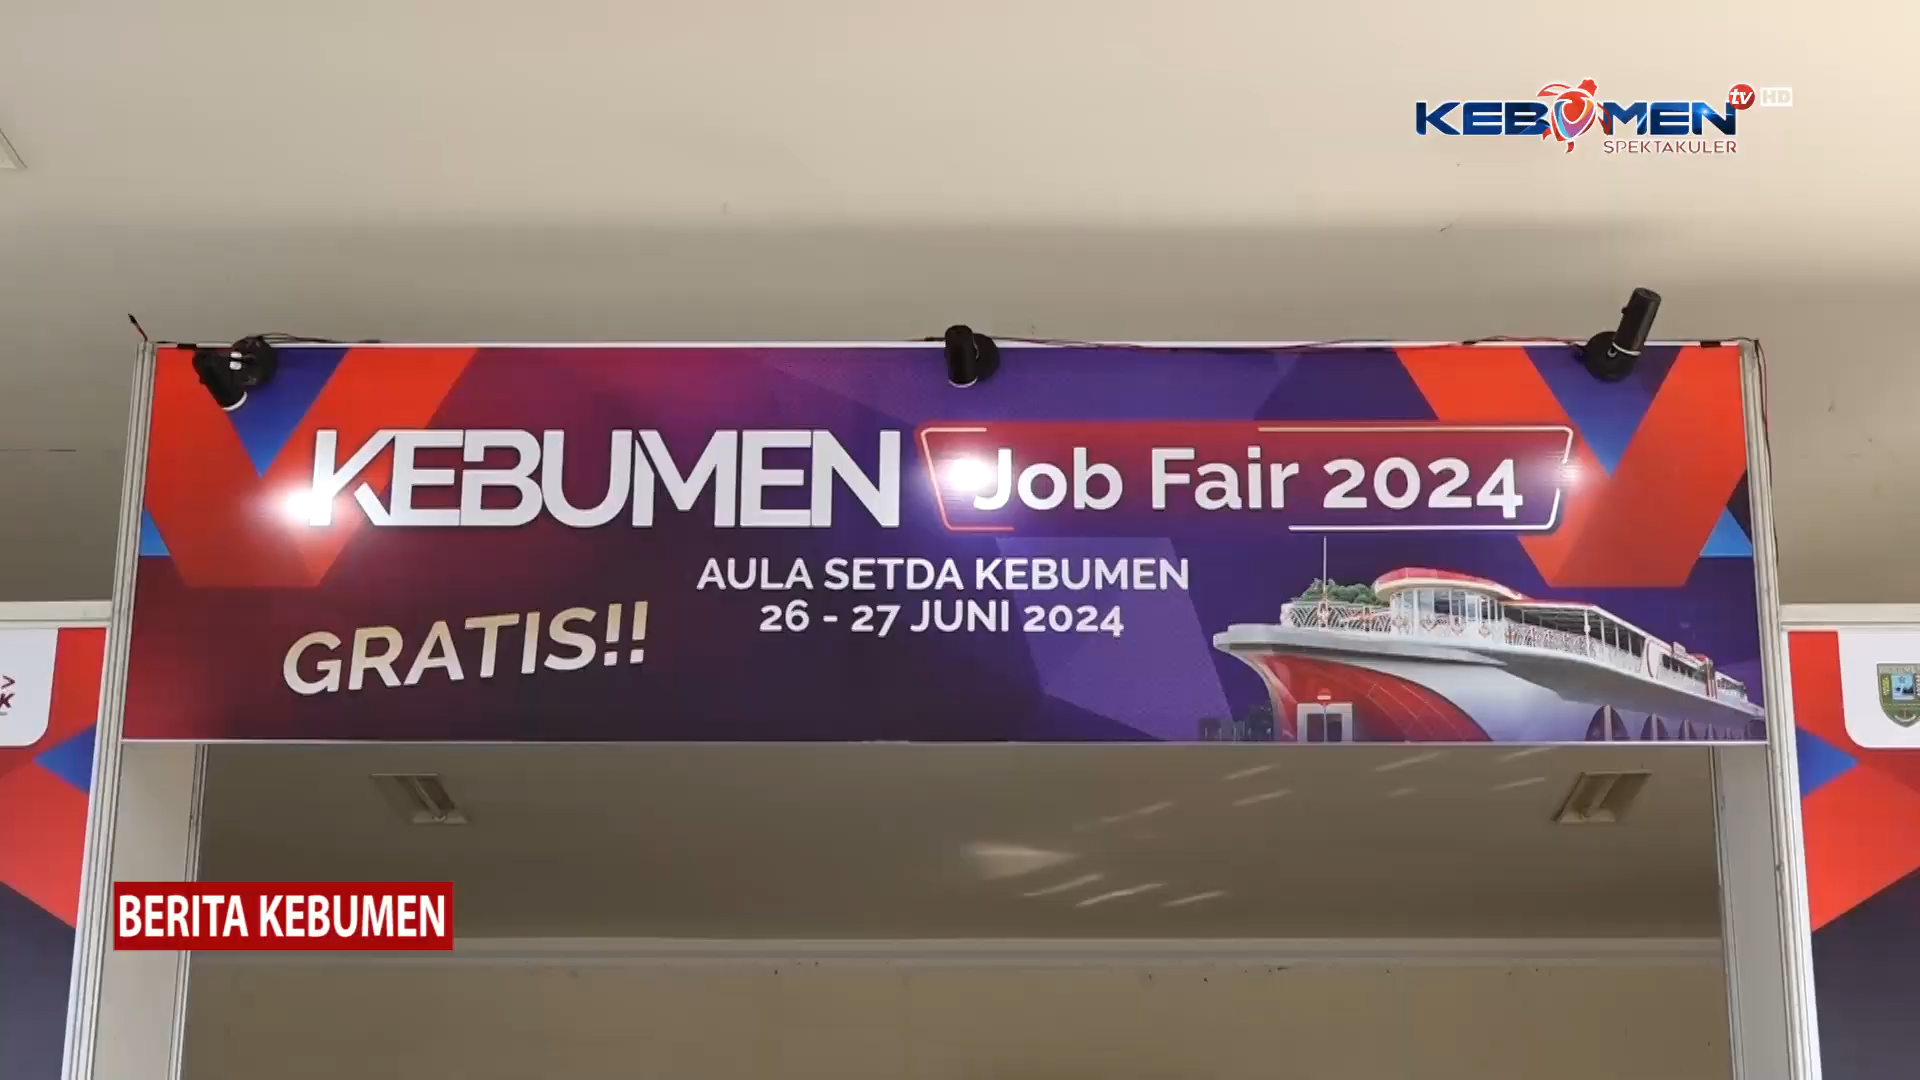 KEBUMEN tv HD
SPEKTAKULER
KEBUMEN Job Fair 2024
AULA SETDA KEBUMEN
26 - 27 JUNI 2024
GRATIS!!
BERITA KEBUMEN